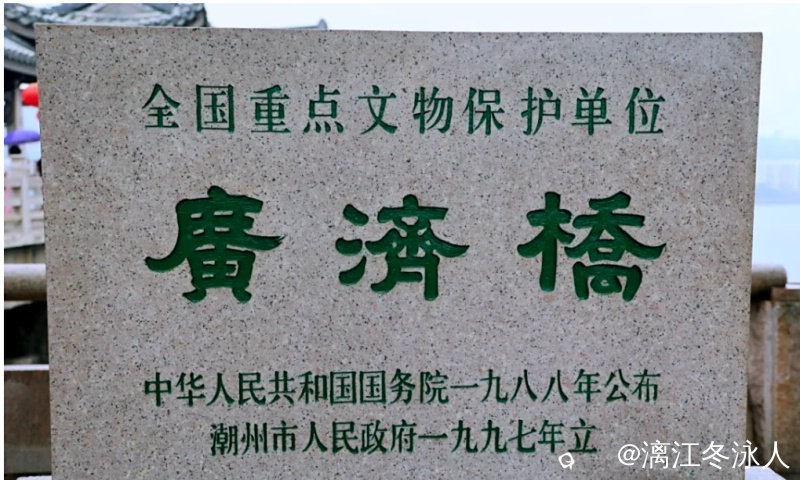 全国重点文物保护单位
廣濟橋
中华人民共和国国务院一九八八年公布
潮州市人民政府一九九七年立
@漓江冬泳人